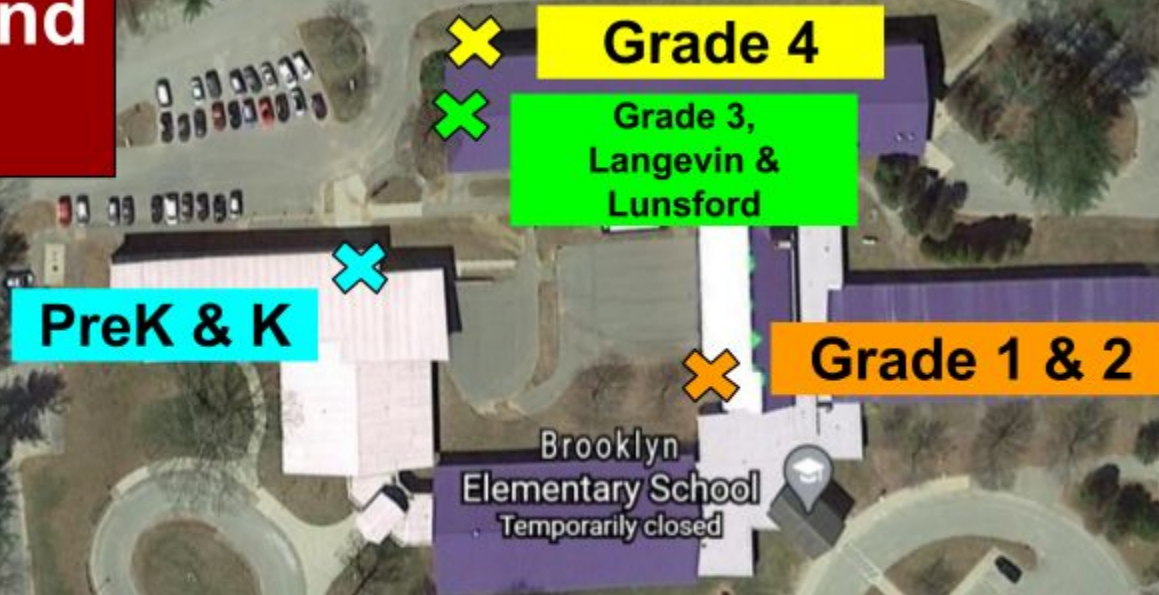 nd
Grade 4
Grade 3,
Langevin &
Lunsford
PreK & K
Grade 1 & 2
Brooklyn
Elementary School
Temporarily closed